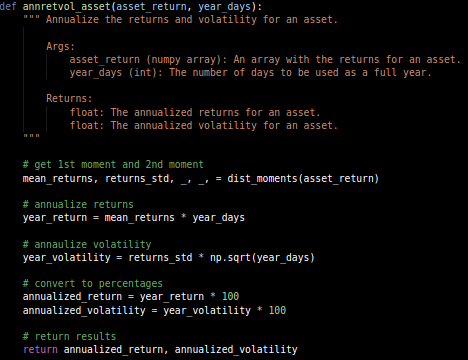 def annretvol_asset(asset_return, year_days):
""" Annualize the returns and volatility for an asset.
Args:
asset_return (numpy array): An array with the returns for an asset.
year_days (int): The number of days to be used as a full year.
Returns:
float: The annualized returns for an asset.
float: The annualized volatility for an asset.
"""
# get 1st moment and 2nd moment
mean_returns, returns_std, _, _, = dist_moments(asset_return)
# annualize returns
year_return = mean_returns * year_days
# annaulize volatility
year_volatility = returns_std * np.sqrt(year_days)
# convert to percentages
annualized_return = year_return * 100
annualized_volatility = year_volatility * 100
# return results
return annualized_return, annualized_volatility